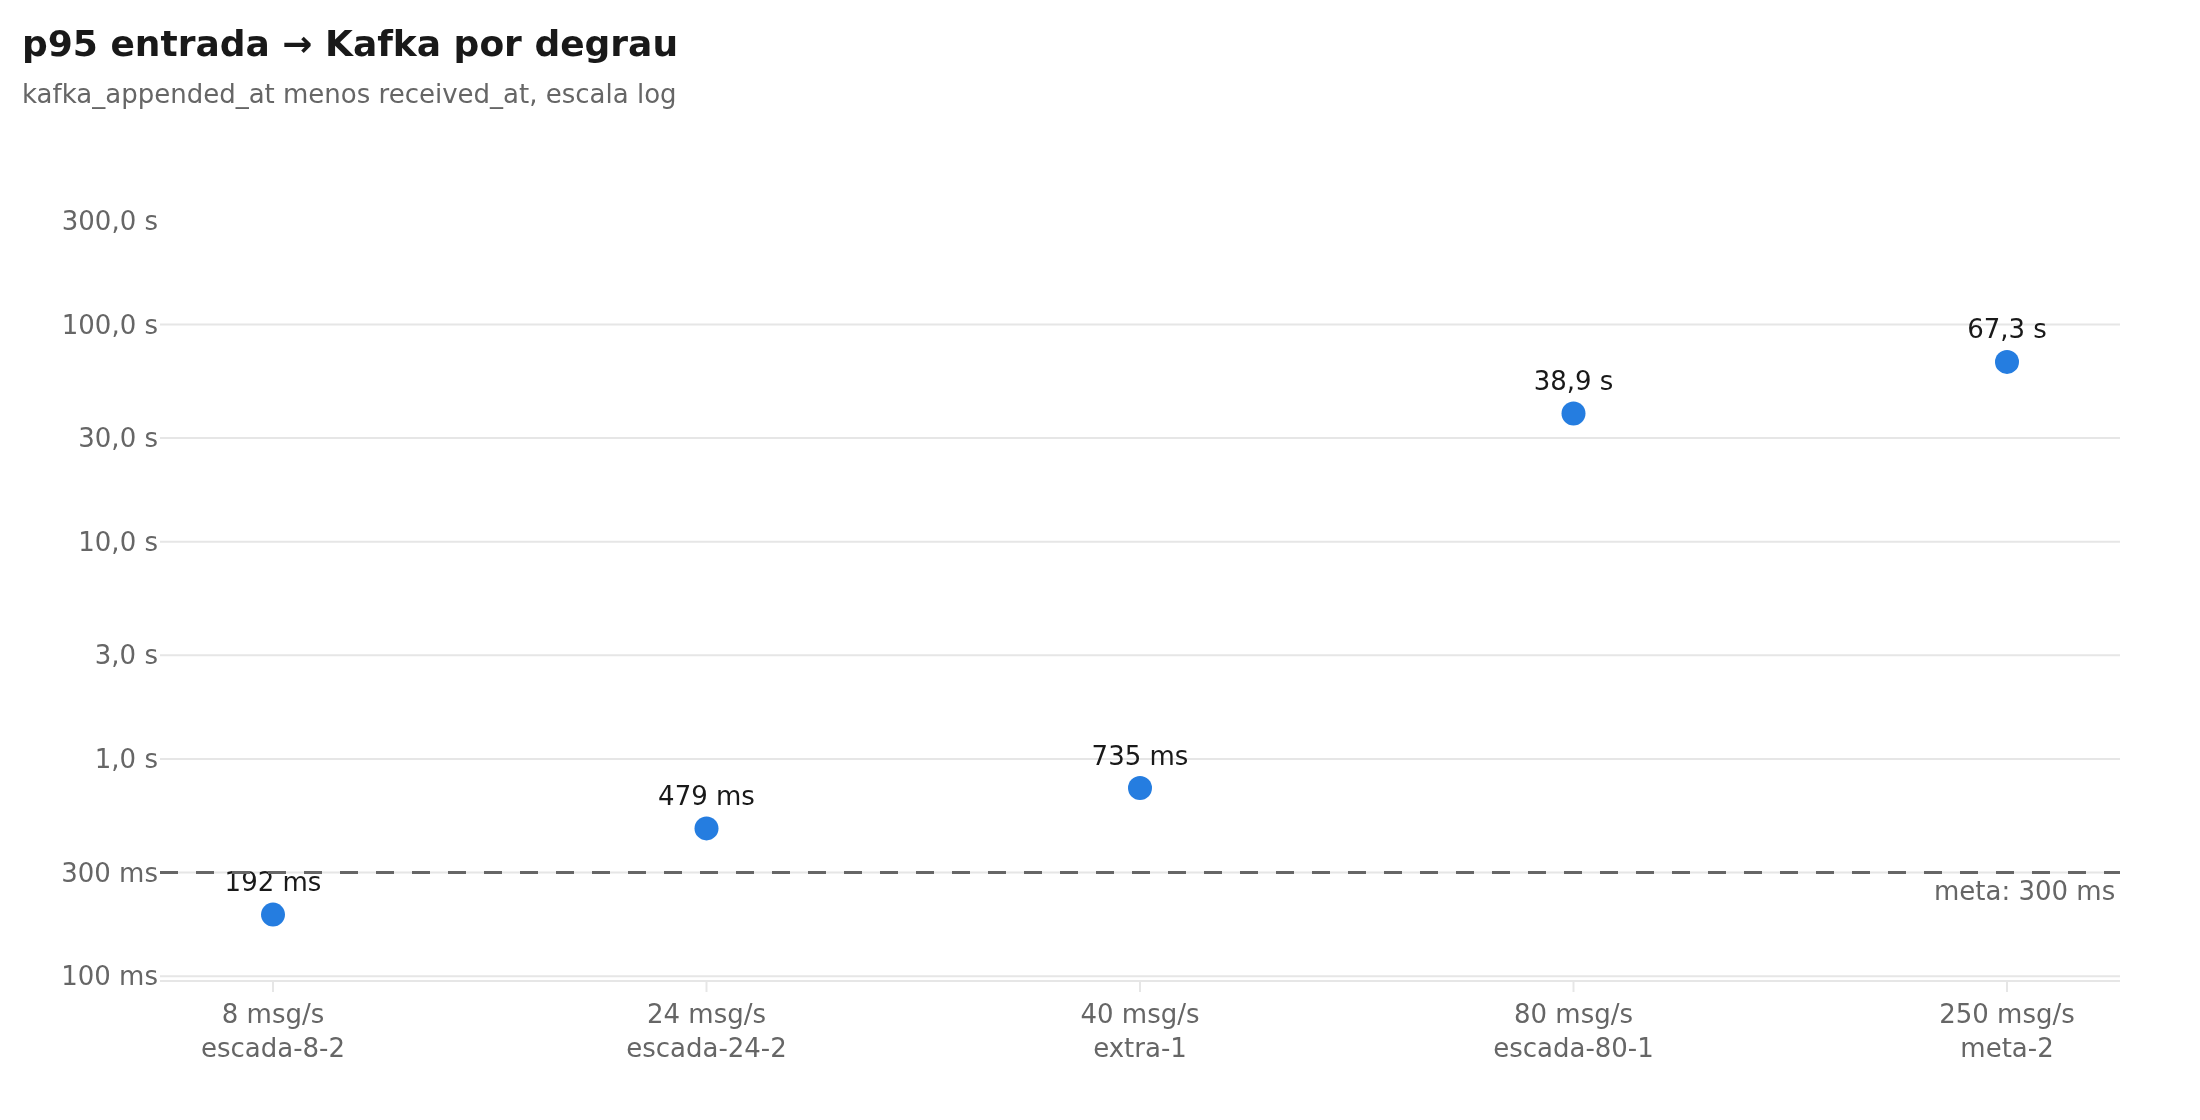 p95 entrada → Kafka por degrau
kafka_appended_at menos received_at, escala log
300,0 s
100,0 s
67,3 s
38,9 s
30,0 s
10,0 s
3,0 s
1,0 s
735 ms
479 ms
300 ms
192 ms
meta: 300 ms
100 ms
8 msg/s
escada-8-2
24 msg/s
escada-24-2
40 msg/s
extra-1
80 msg/s
escada-80-1
250 msg/s
meta-2